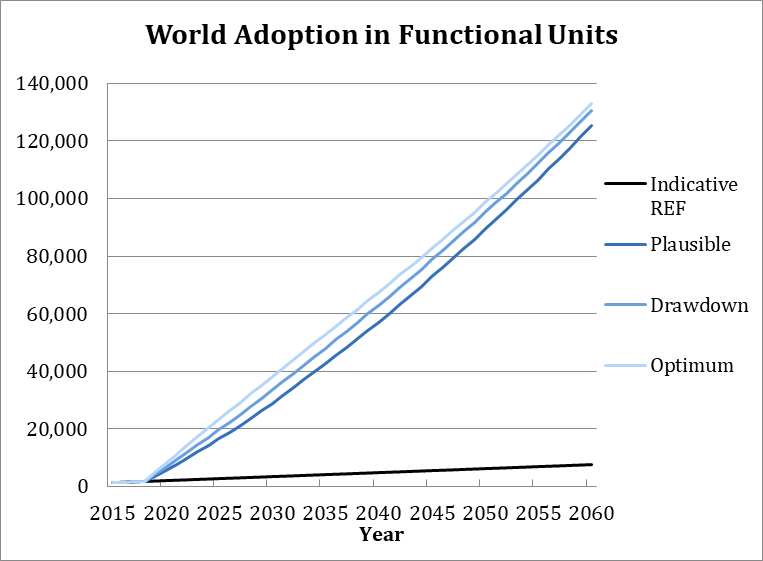 World Adoption in Functional Units
140,000
120,000
100,000
80,000
60,000
40,000
20,000
0
2015 2020 2025 2030 2035 2040 2045 2050 2055 2060
Year
Indicative
REF
Plausible
Drawdown
Optimum